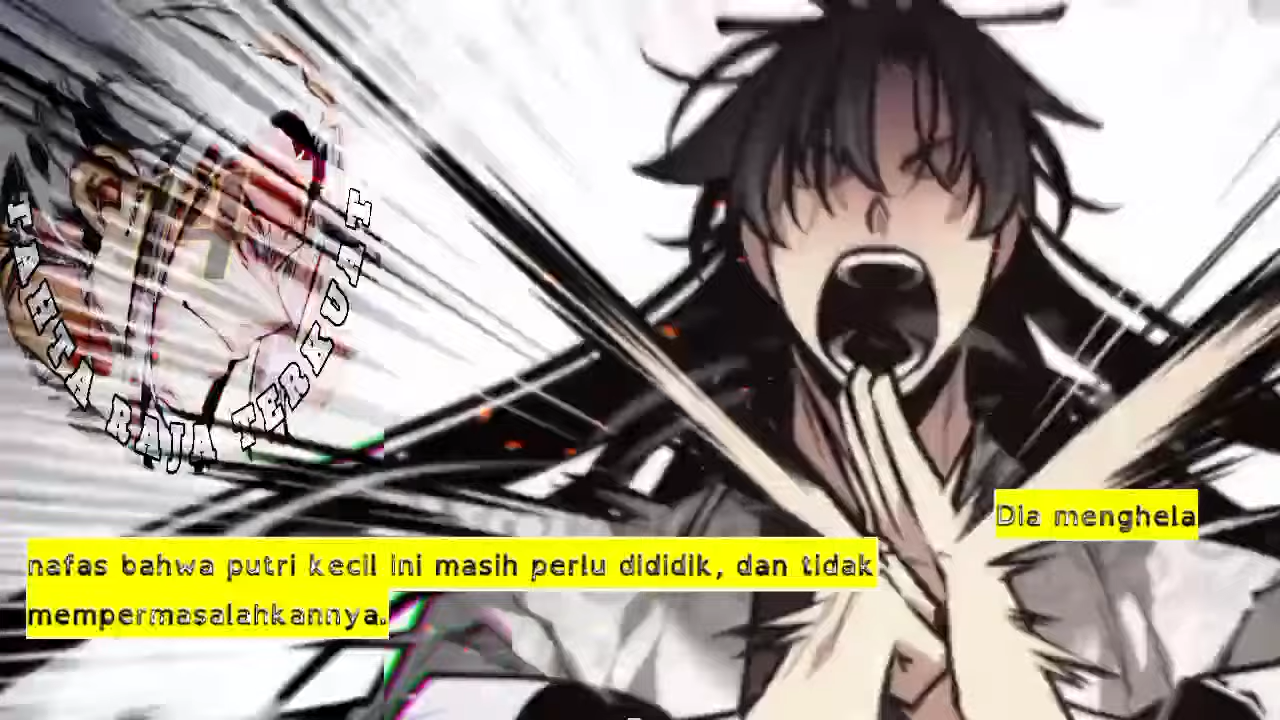 TAHTA RAJA TERKUAT
Dia menghela
nafas bahwa putri kecil ini masih perlu dididik, dan tidak
mempermasalahkannya.